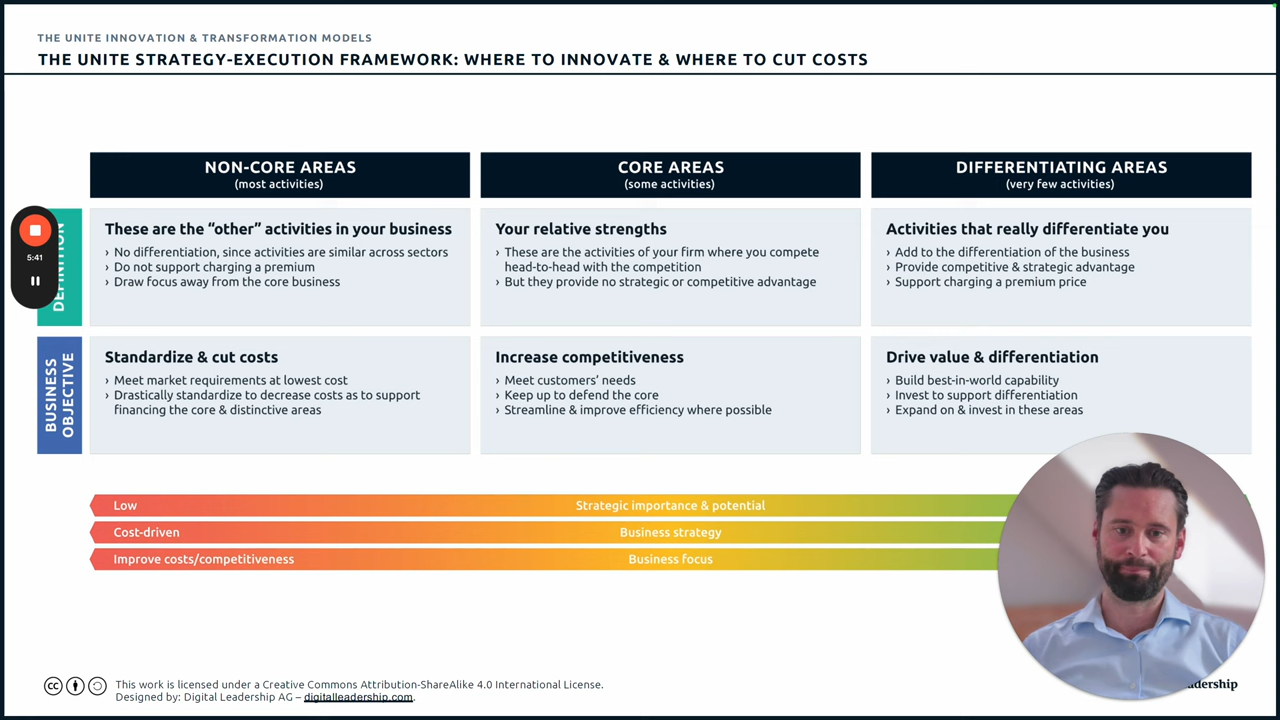 THE UNITE INNOVATION & TRANSFORMATION MODELS
THE UNITE STRATEGY-EXECUTION FRAMEWORK: WHERE TO INNOVATE & WHERE TO CUT COSTS
NON-CORE AREAS
(most activities)
CORE AREAS
(some activities)
DIFFERENTIATING AREAS
(very few activities)
5:41
DEFINITION
These are the “other” activities in your business
› No differentiation, since activities are similar across sectors
› Do not support charging a premium
› Draw focus away from the core business
Your relative strengths
› These are the activities of your firm where you compete
head-to-head with the competition
› But they provide no strategic or competitive advantage
Activities that really differentiate you
› Add to the differentiation of the business
› Provide competitive & strategic advantage
› Support charging a premium price
BUSINESS
OBJECTIVE
Standardize & cut costs
› Meet market requirements at lowest cost
› Drastically standardize to decrease costs as to support
financing the core & distinctive areas
Increase competitiveness
› Meet customers’ needs
› Keep up to defend the core
› Streamline & improve efficiency where possible
Drive value & differentiation
› Build best-in-world capability
› Invest to support differentiation
› Expand on & invest in these areas
Low Strategic importance & potential
Cost-driven Business strategy
Improve costs/competitiveness Business focus
This work is licensed under a Creative Commons Attribution-ShareAlike 4.0 International License.
Designed by: Digital Leadership AG – digitalleadership.com.